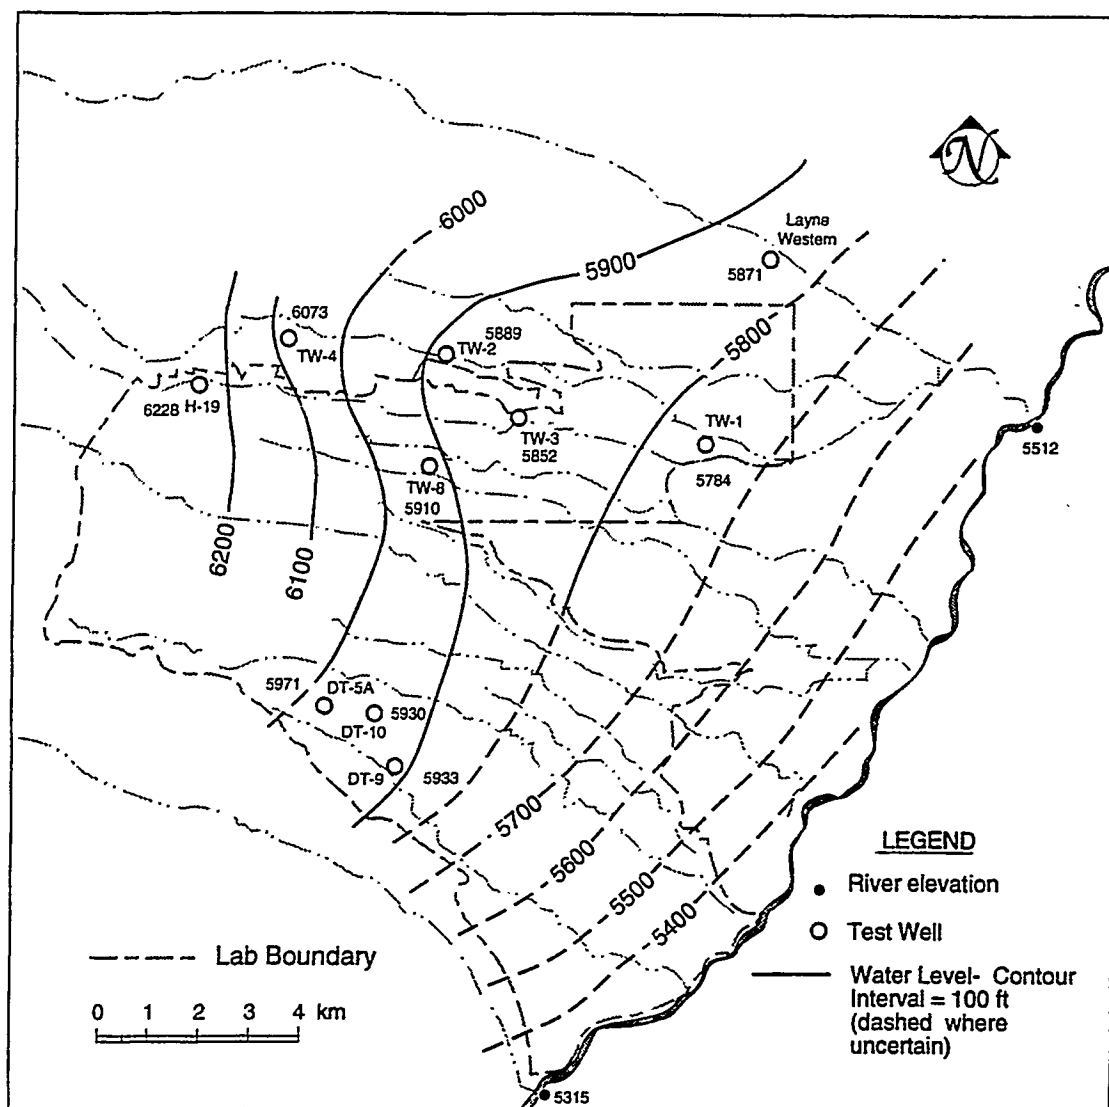 N
6000
Layne
Western
5871
5900
6073
TW-4
5889
TW-2
5800
6228 H-19
TW-3
5852
TW-1
5784
5512
TW-8
5910
6200
6100
5971
DT-5A
DT-10
5930
DT-9
5933
5700
5600
5500
5400
LEGEND
River elevation
Test Well
Water Level- Contour
Interval = 100 ft
(dashed where
uncertain)
Lab Boundary
0 1 2 4 km
5315